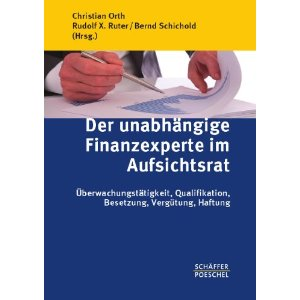 Christian Orth
Rudolf X. Ruter/Bernd Schichold
(Hrsg.)
Der unabhängige
Finanzexperte im
Aufsichtsrat
Überwachungstätigkeit, Qualifikation,
Besetzung, Vergütung, Haftung
SCHÄFFER
POESCHEL